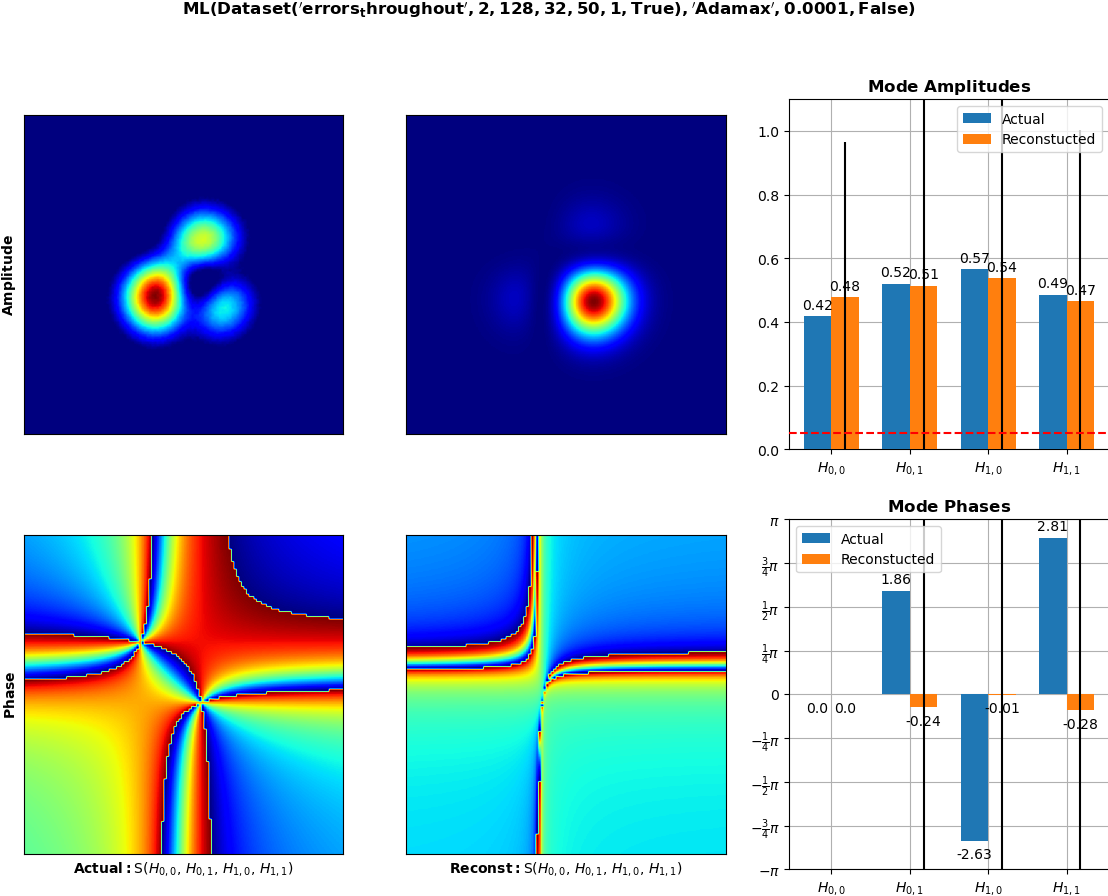 ML(Dataset('errors_throughout', 2, 128, 32, 50, 1, True), 'Adamax', 0.0001, False)
Mode Amplitudes
Actual
Reconstucted
Amplitude
1.0
0.8
0.6
0.4
0.2
0.0
0.42
0.48
0.52
0.51
0.57
0.54
0.49
0.47
H0,0
H0,1
H1,0
H1,1
Mode Phases
Actual
Reconstucted
Phase
π
3/4π
1/2π
1/4π
0
−1/4π
−1/2π
−3/4π
−π
0.0
0.0
1.86
-0.24
-2.63
-0.01
2.81
-0.28
H0,0
H0,1
H1,0
H1,1
Actual: S(H0,0, H0,1, H1,0, H1,1)
Reconst: S(H0,0, H0,1, H1,0, H1,1)